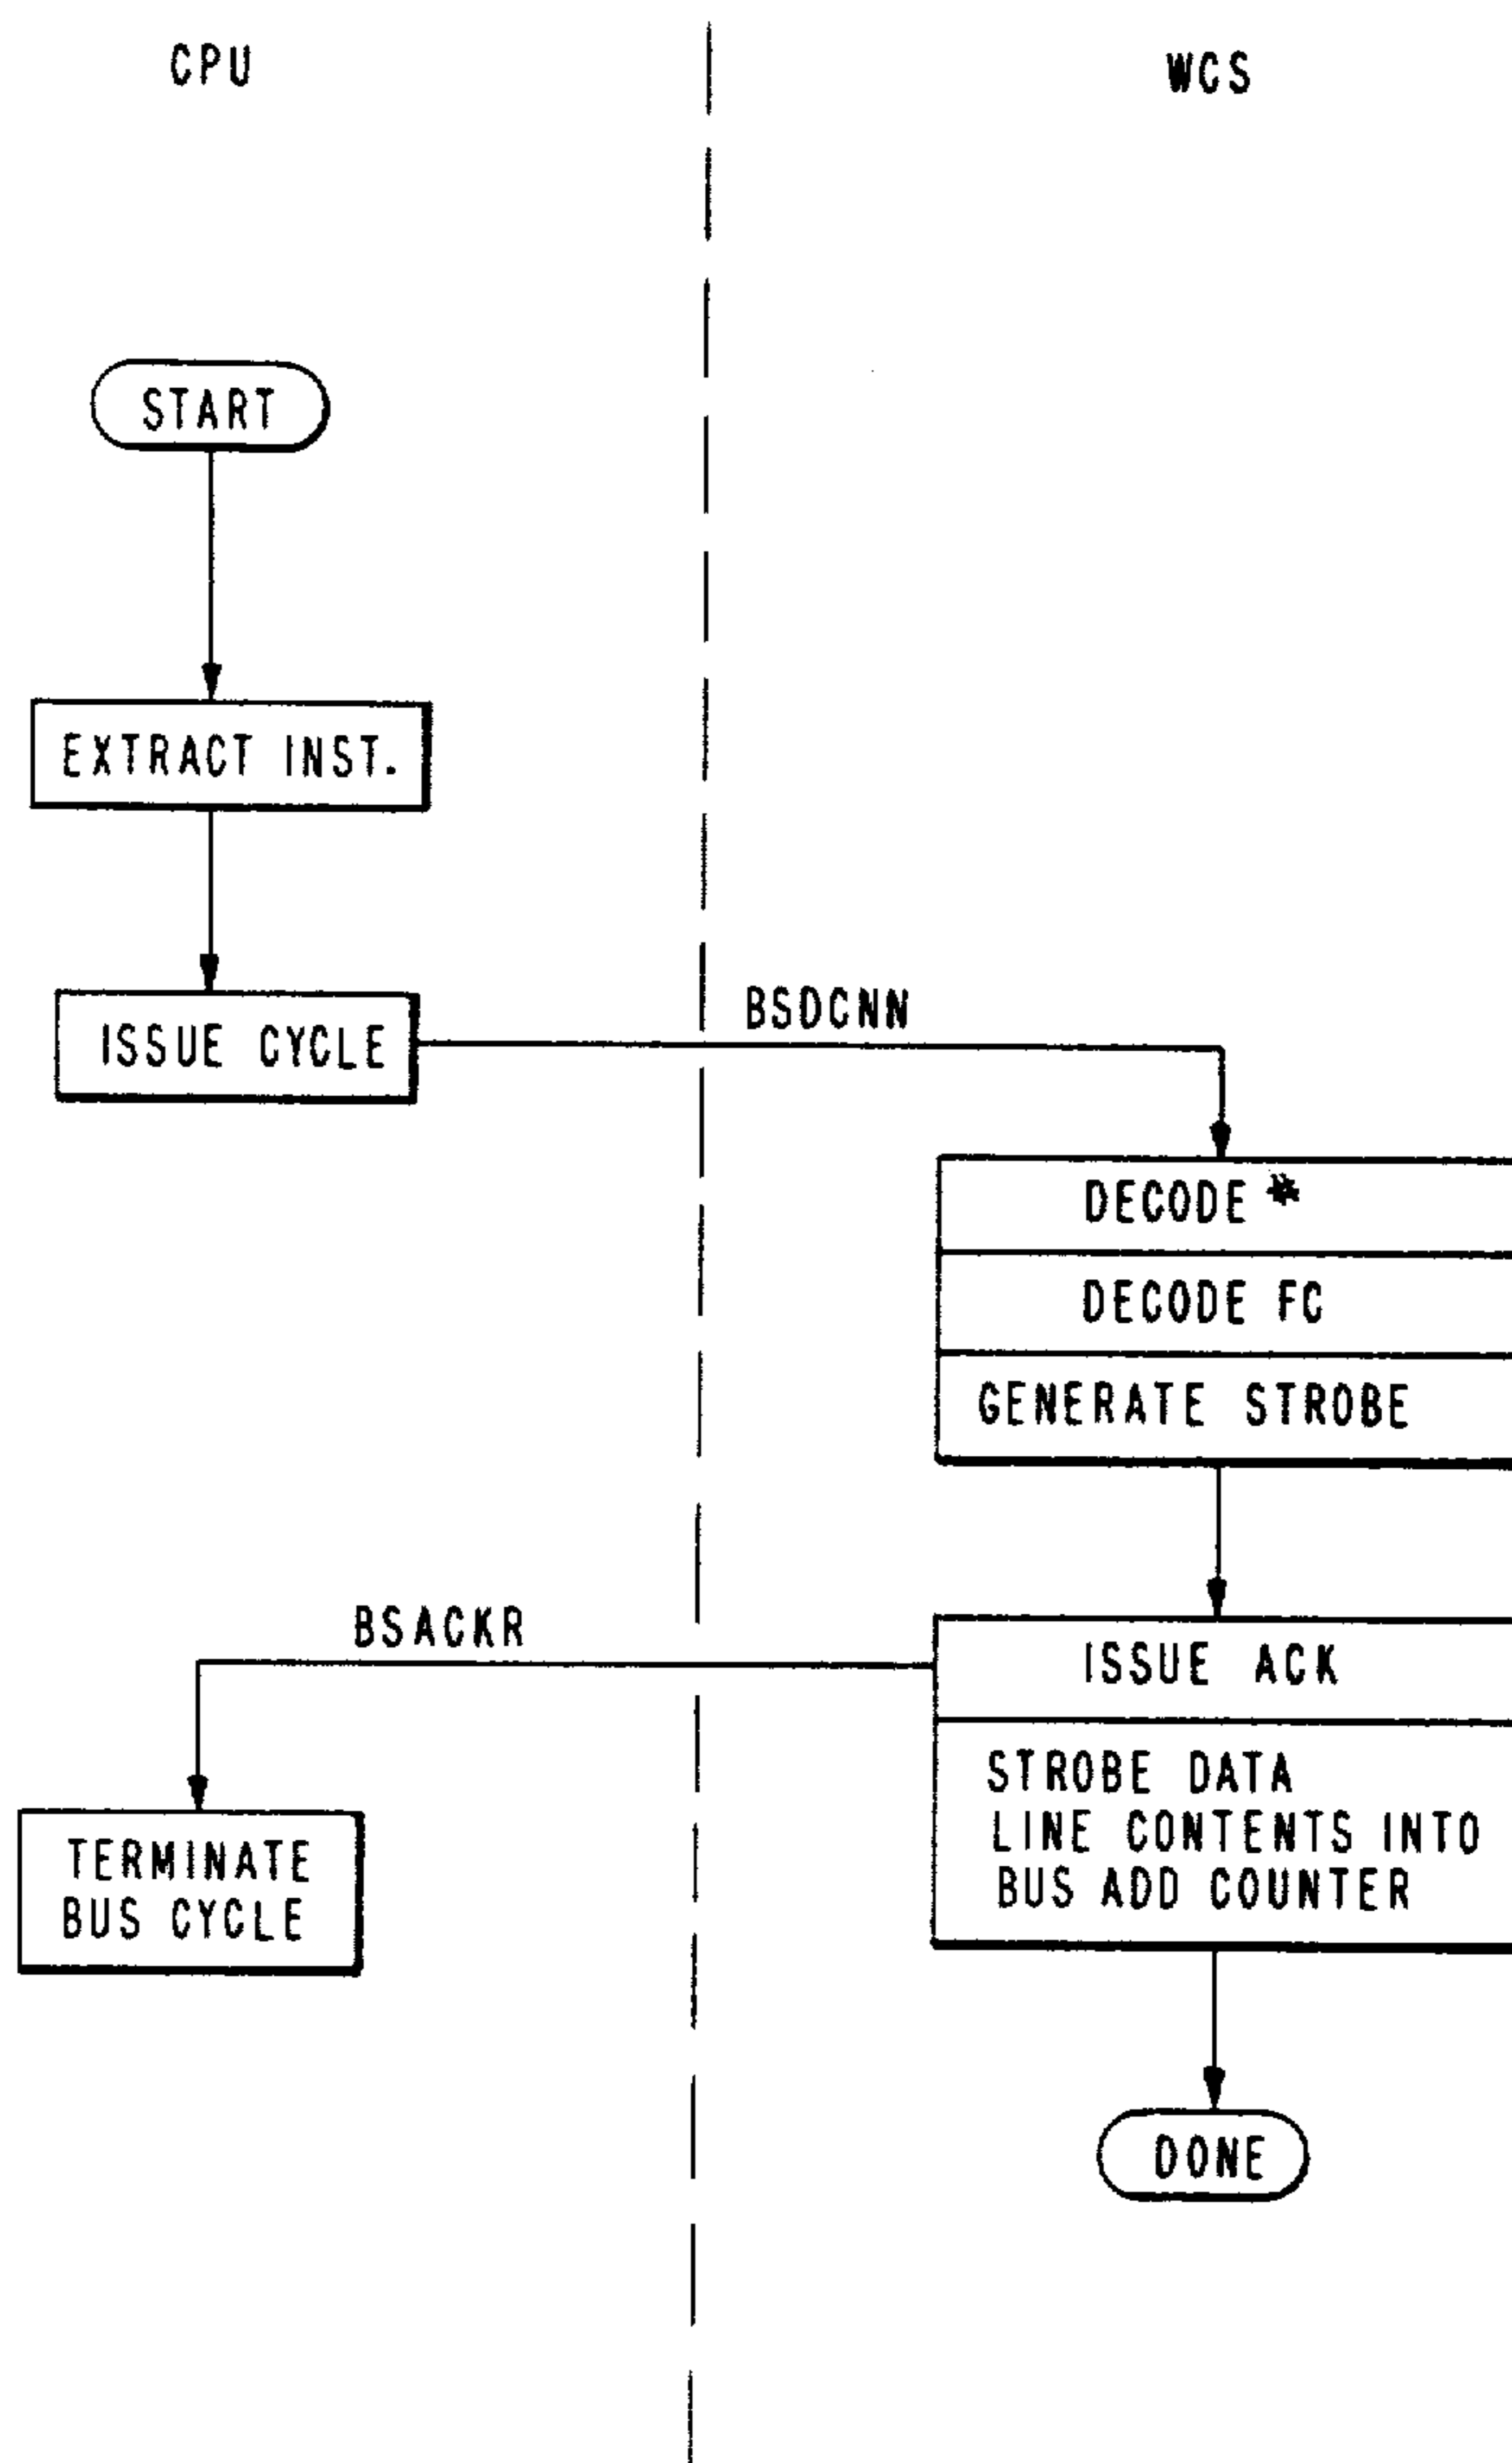 CPU
WCS
START
EXTRACT INST.
ISSUE CYCLE
BSDCNN
DECODE *
DECODE FC
GENERATE STROBE
BSACKR
ISSUE ACK
STROBE DATA
LINE CONTENTS INTO
BUS ADD COUNTER
TERMINATE
BUS CYCLE
DONE